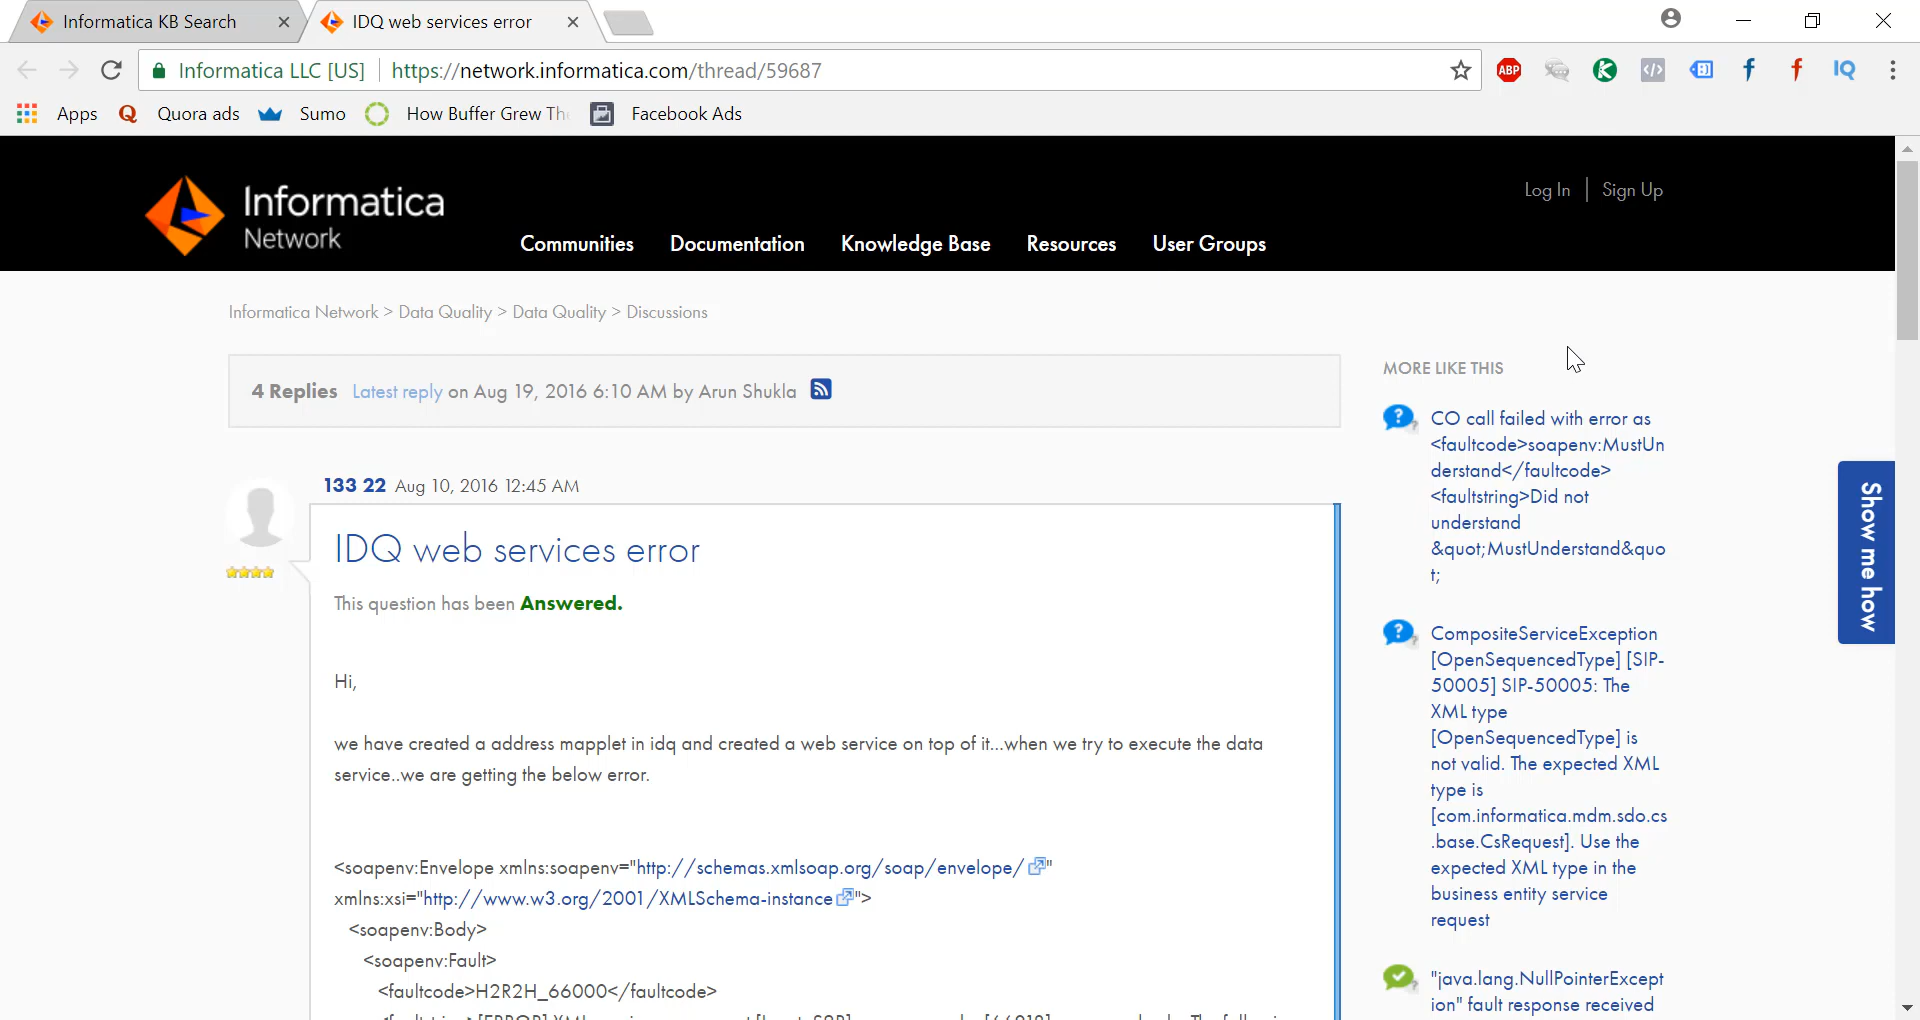 Informatica KB Search
IDQ web services error
Informatica LLC [US]
https://network.informatica.com/thread/59687
ABP
</>
f
f
IQ
Apps
Quora ads
Sumo
How Buffer Grew
Facebook Ads
Informatica
Network
Log In
Sign Up
Communities
Documentation
Knowledge Base
Resources
User Groups
Informatica Network > Data Quality > Data Quality > Discussions
4 Replies Latest reply on Aug 19, 2016 6:10 AM by Arun Shukla
133 22 Aug 10, 2016 12:45 AM
IDQ web services error
This question has been Answered.
Hi,
we have created a address mapplet in idq and created a web service on top of it...when we try to execute the data
service..we are getting the below error.
<soapenv:Envelope xmlns:soapenv="http://schemas.xmlsoap.org/soap/envelope/"
xmlns:xsi="http://www.w3.org/2001/XMLSchema-instance">
<soapenv:Body>
<soapenv:Fault>
<faultcode>H2R2H_66000</faultcode>
MORE LIKE THIS
CO call failed with error as
<faultcode>soapenv:MustUn
derstand</faultcode>
<faultstring>Did not
understand
&quot;MustUnderstand&quo
t;
CompositeServiceException
[OpenSequencedType] [SIP-
50005] SIP-50005: The
XML type
[OpenSequencedType] is
not valid. The expected XML
type is
[com.informatica.mdm.sdo.cs
.base.CsRequest]. Use the
expected XML type in the
business entity service
request
"java.lang.NullPointerExcept
ion" fault response received
Show me how